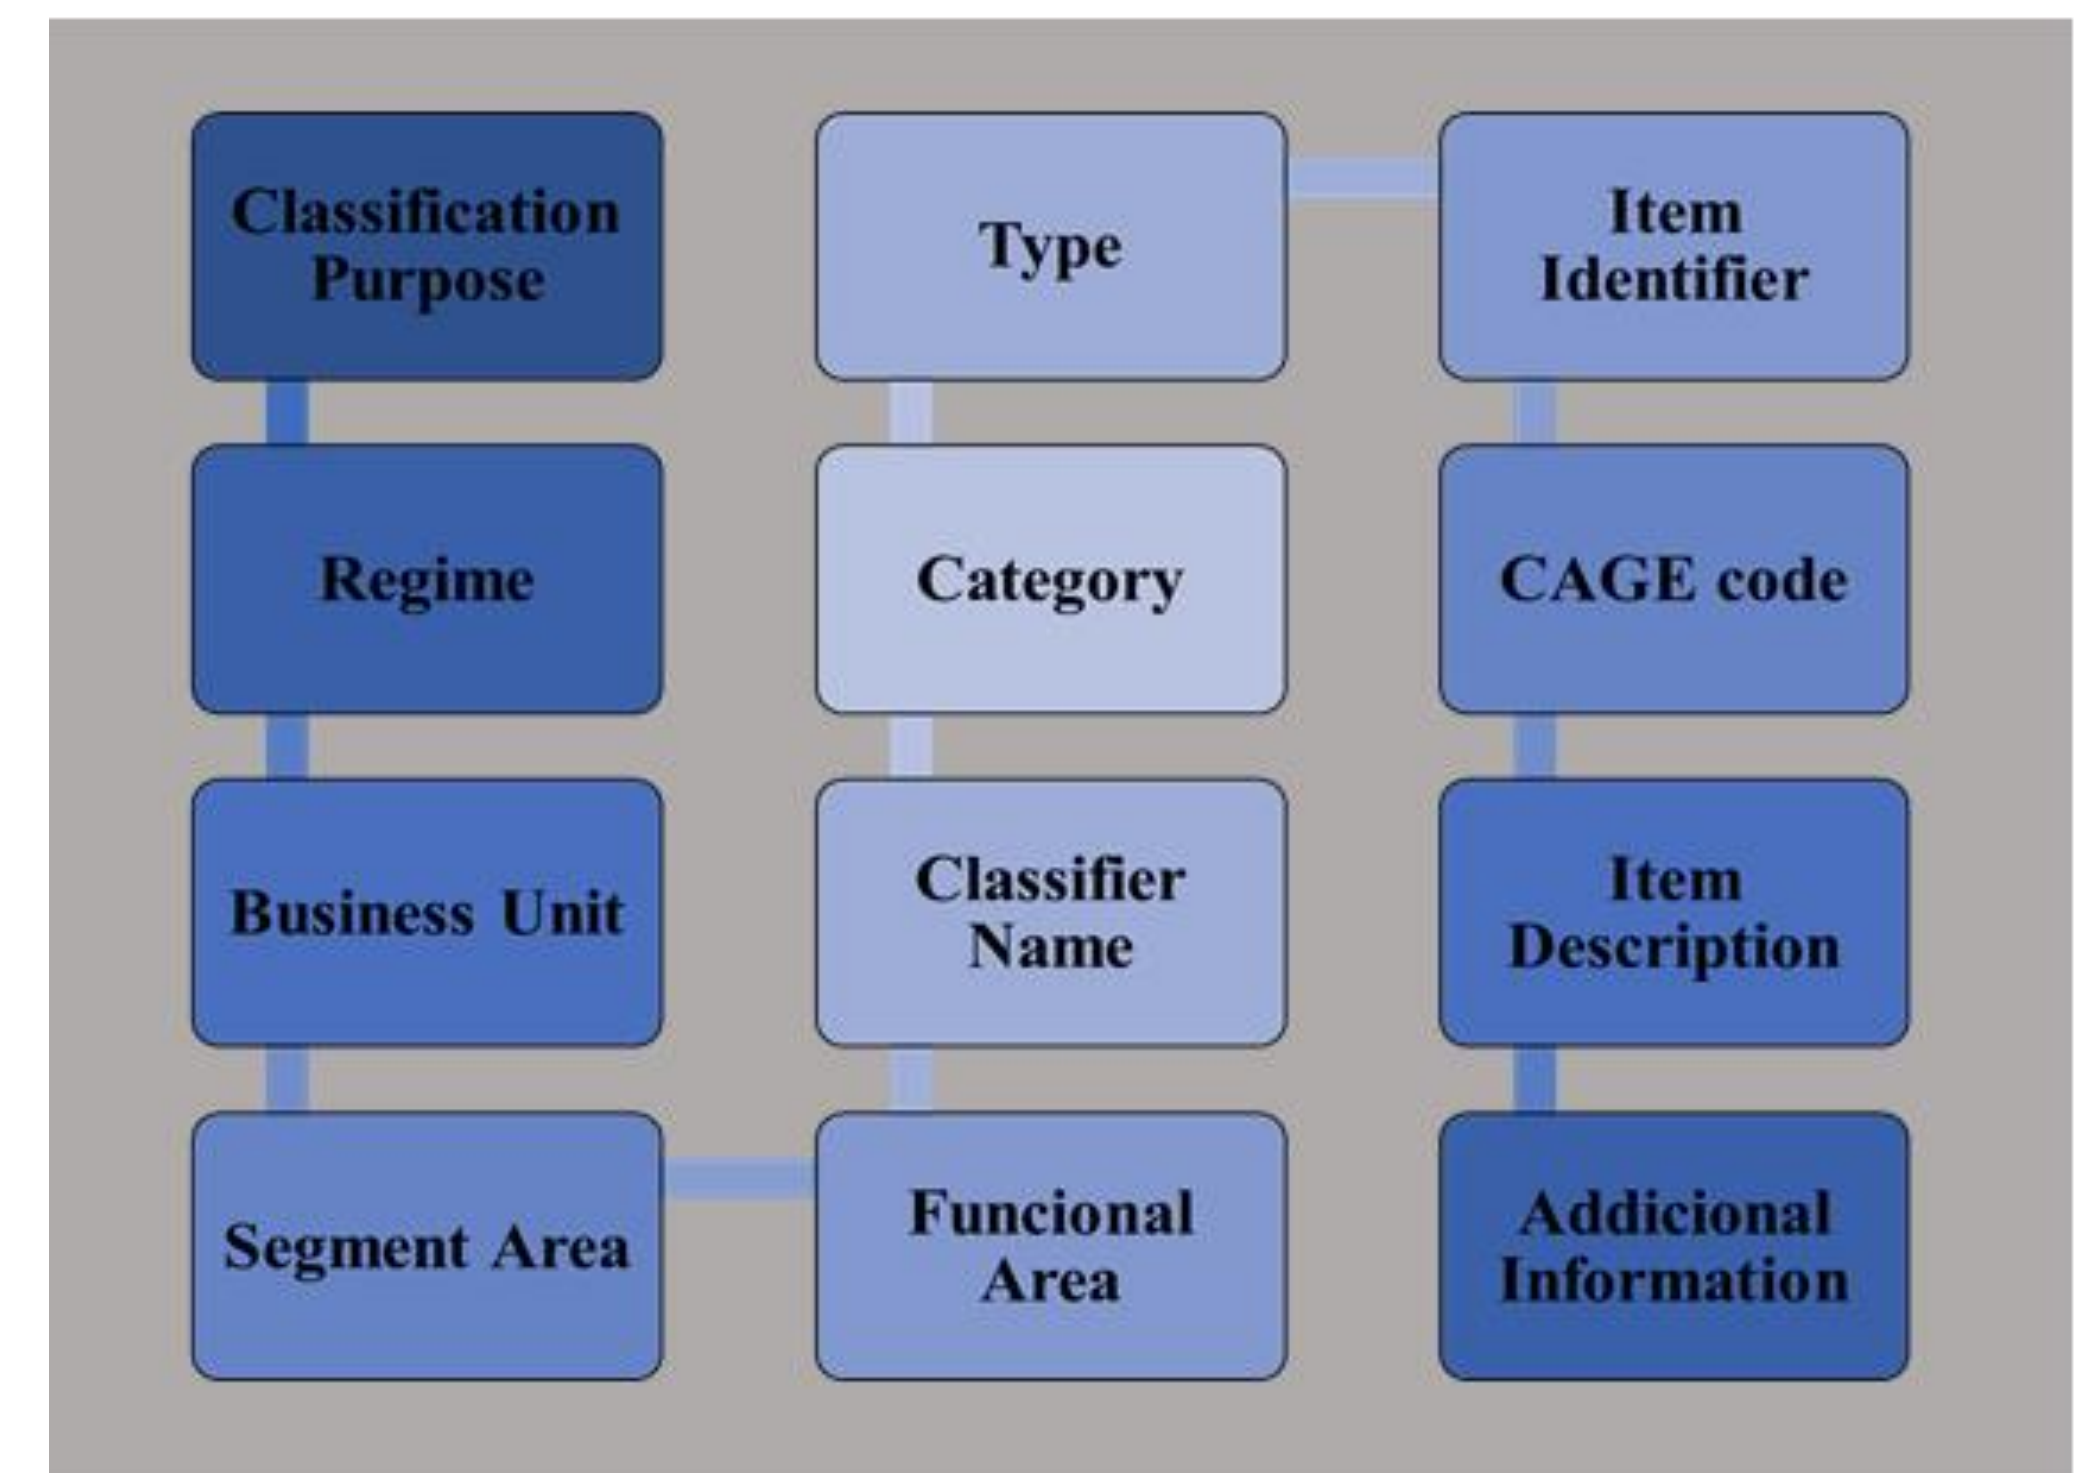 Classification
Purpose
Regime
Business Unit
Segment Area
Funcional
Area
Classifier
Name
Category
Type
Item
Identifier
CAGE code
Item
Description
Addicional
Information